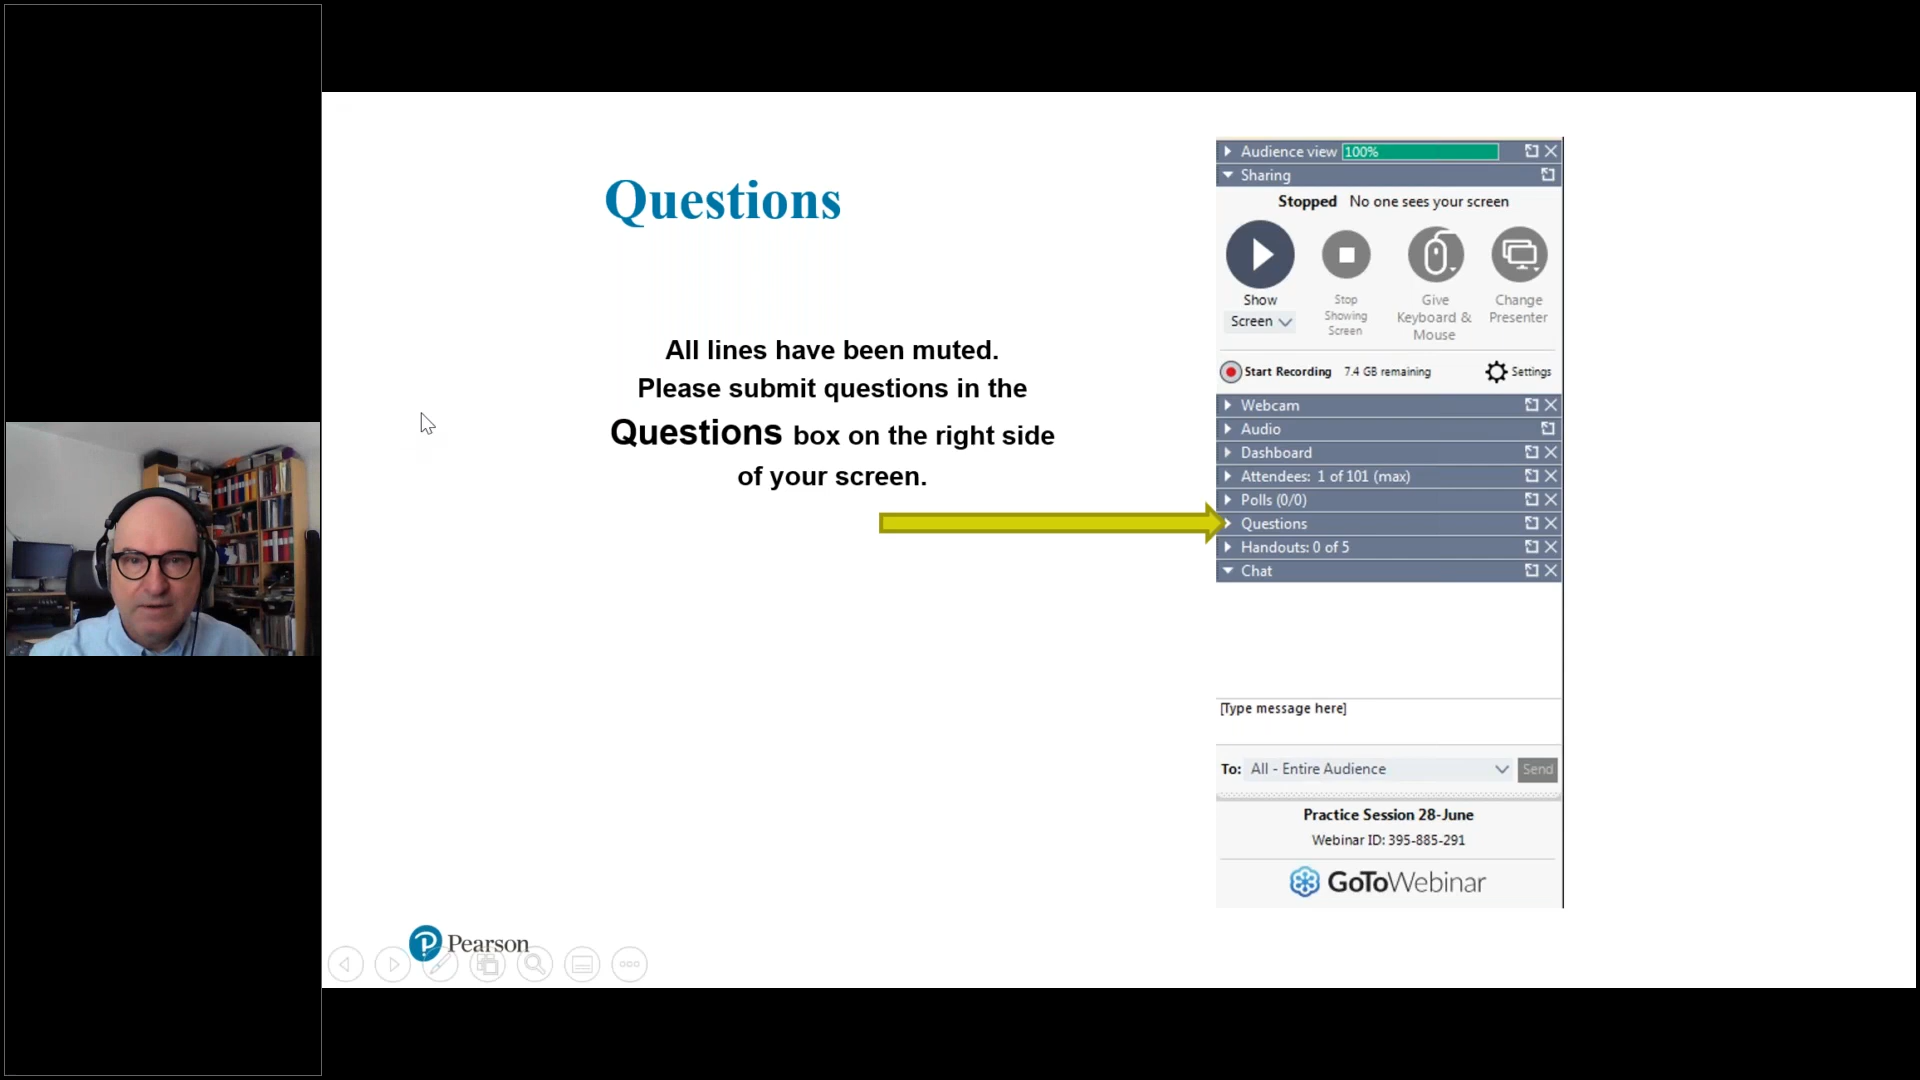 Questions
All lines have been muted.
Please submit questions in the
Questions box on the right side
of your screen.
Pearson
Audience view 100%
Sharing
Stopped No one sees your screen
Show
Screen
Stop
Showing
Screen
Give
Keyboard &
Mouse
Change
Presenter
Start Recording 7.4 GB remaining Settings
Webcam
Audio
Dashboard
Attendees: 1 of 101 (max)
Polls (0/0)
Questions
Handouts: 0 of 5
Chat
[Type message here]
To: All - Entire Audience Send
Practice Session 28-June
Webinar ID: 395-885-291
GoToWebinar